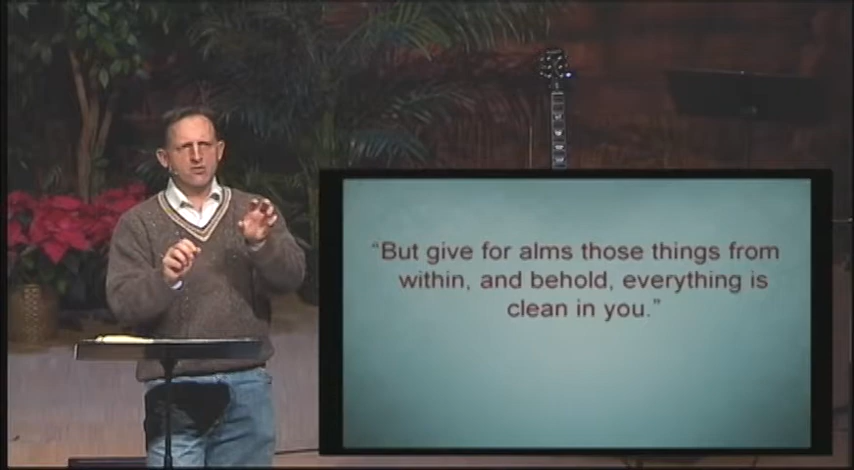 “But give for alms those things from
within, and behold, everything is
clean in you.”